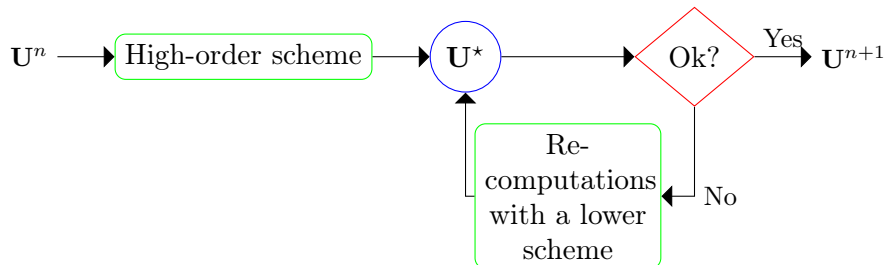 𝐔ⁿ
High-order scheme
𝐔⋆
Ok?
Yes
𝐔ⁿ⁺¹
Re-
computations
with a lower
scheme
No